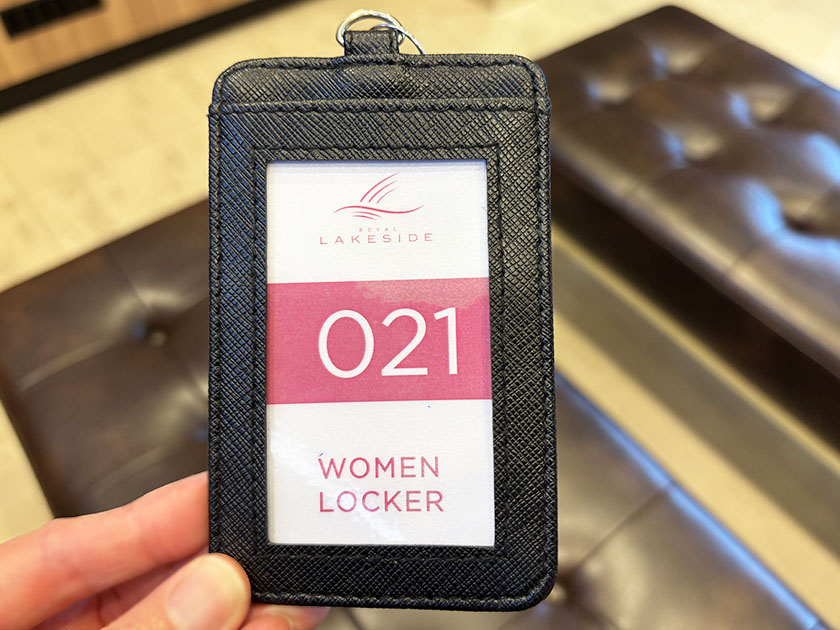 ROYAL
LAKESIDE
021
WOMEN
LOCKER